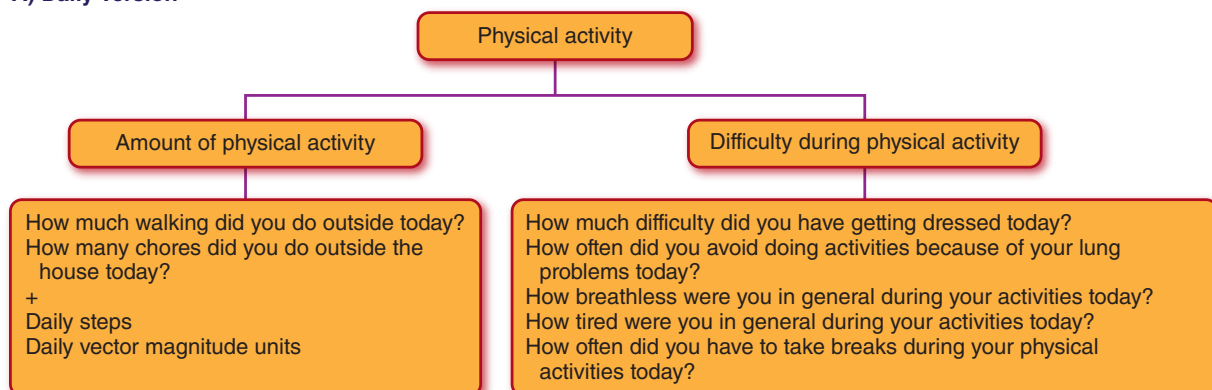 A) Daily version
Physical activity
Amount of physical activity
Difficulty during physical activity
How much walking did you do outside today?
How many chores did you do outside the
house today?
+
Daily steps
Daily vector magnitude units
How much difficulty did you have getting dressed today?
How often did you avoid doing activities because of your lung
problems today?
How breathless were you in general during your activities today?
How tired were you in general during your activities today?
How often did you have to take breaks during your physical
activities today?